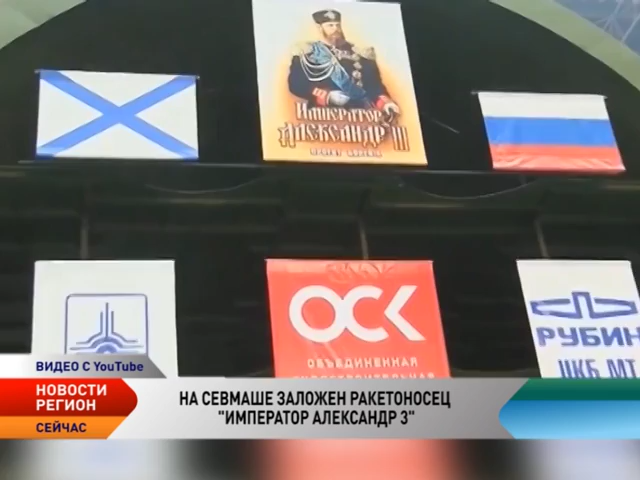 Император
Александр III
ОСК
ОБЪЕДИНЕННАЯ
РУБИН
ЦКБ МТ
ВИДЕО С YouTube
НОВОСТИ
РЕГИОН
СЕЙЧАС
НА СЕВМАШЕ ЗАЛОЖЕН РАКЕТОНОСЕЦ
"ИМПЕРАТОР АЛЕКСАНДР 3"